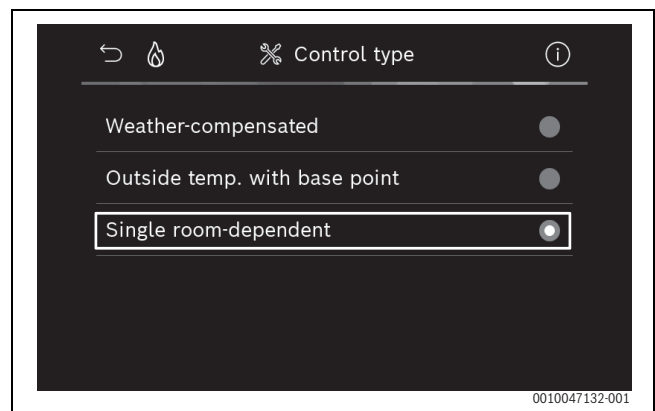 Control type
Weather-compensated
Outside temp. with base point
Single room-dependent
0010047132-001